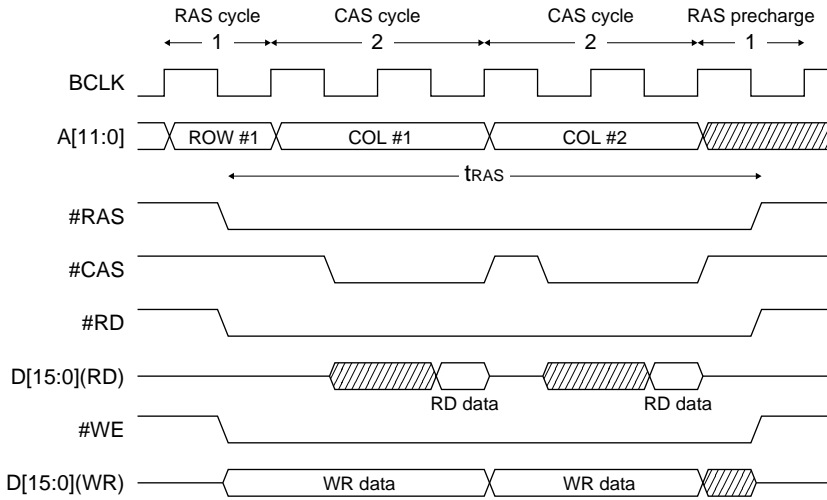 RAS cycle CAS cycle CAS cycle RAS precharge
1 2 2 1
BCLK
A[11:0] ROW #1 COL #1 COL #2
tRAS
#RAS
#CAS
#RD
D[15:0](RD)
RD data RD data
#WE
D[15:0](WR) WR data WR data